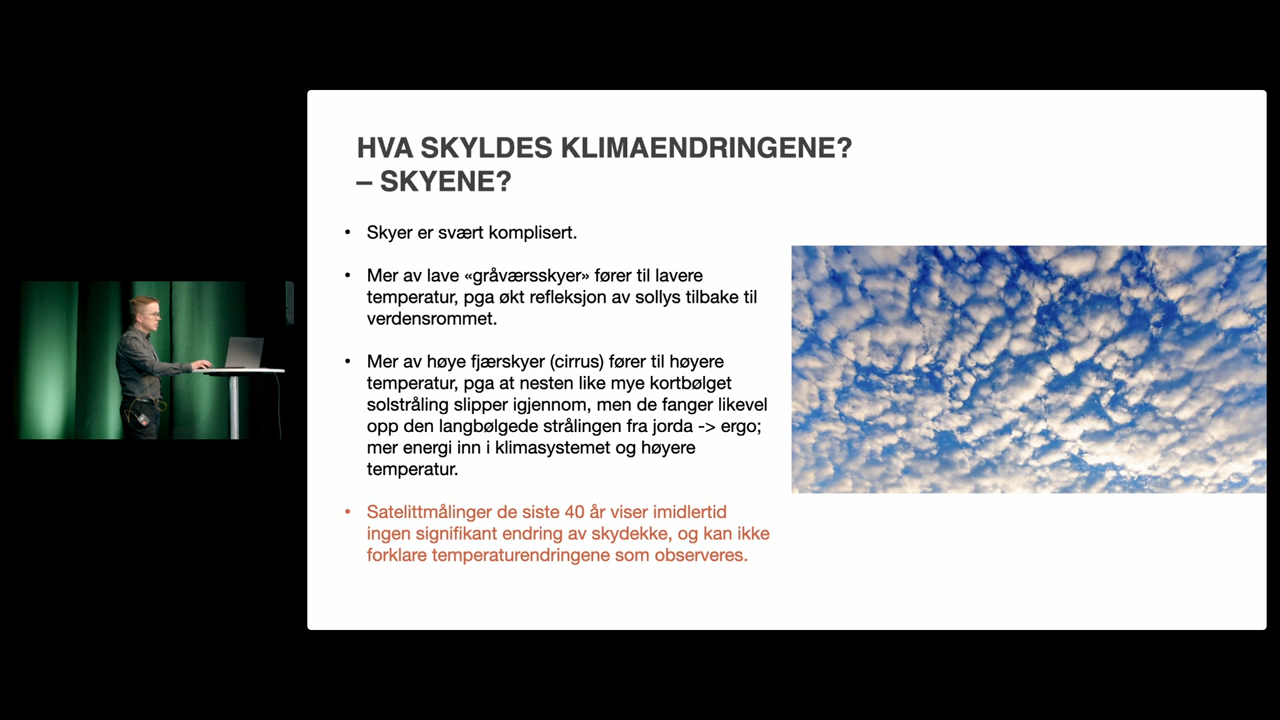 HVA SKYLDES KLIMAENDRINGENE?
– SKYENE?
• Skyer er svært komplisert.
• Mer av lave «gråværsskyer» fører til lavere
temperatur, pga økt refleksjon av sollys tilbake til
verdensrommet.
• Mer av høye fjærskyer (cirrus) fører til høyere
temperatur, pga at nesten like mye kortbølget
solstråling slipper igjennom, men de fanger likevel
opp den langbølgede strålingen fra jorda -> ergo;
mer energi inn i klimasystemet og høyere
temperatur.
• Satelittmålinger de siste 40 år viser imidlertid
ingen signifikant endring av skydekke, og kan ikke
forklare temperaturendringene som observeres.